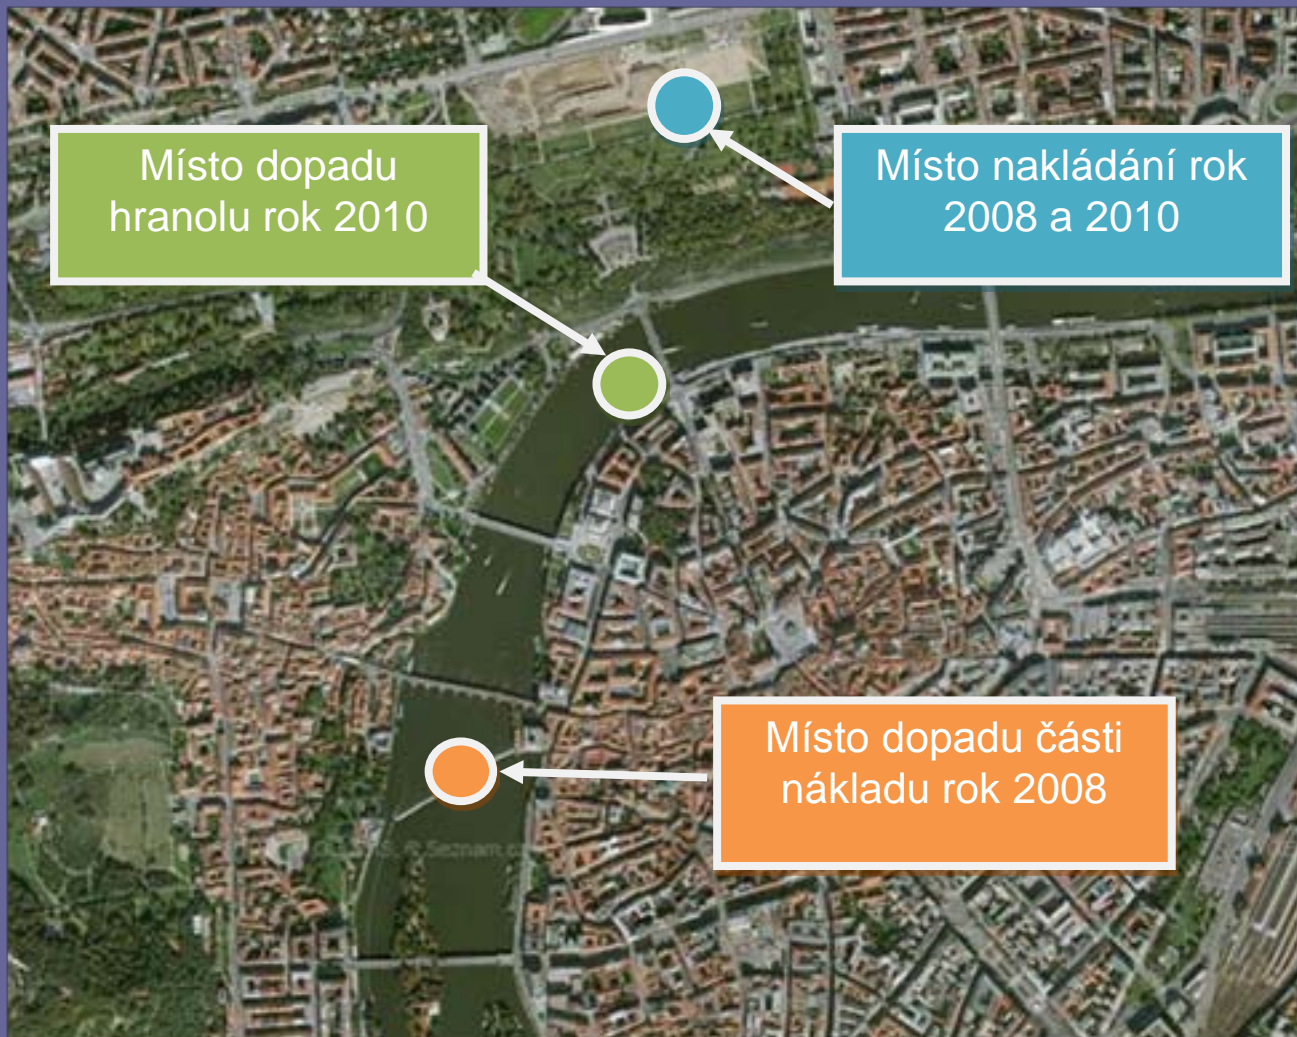 Místo dopadu
hranolu rok 2010
Místo nakládání rok
2008 a 2010
Místo dopadu části
nákladu rok 2008